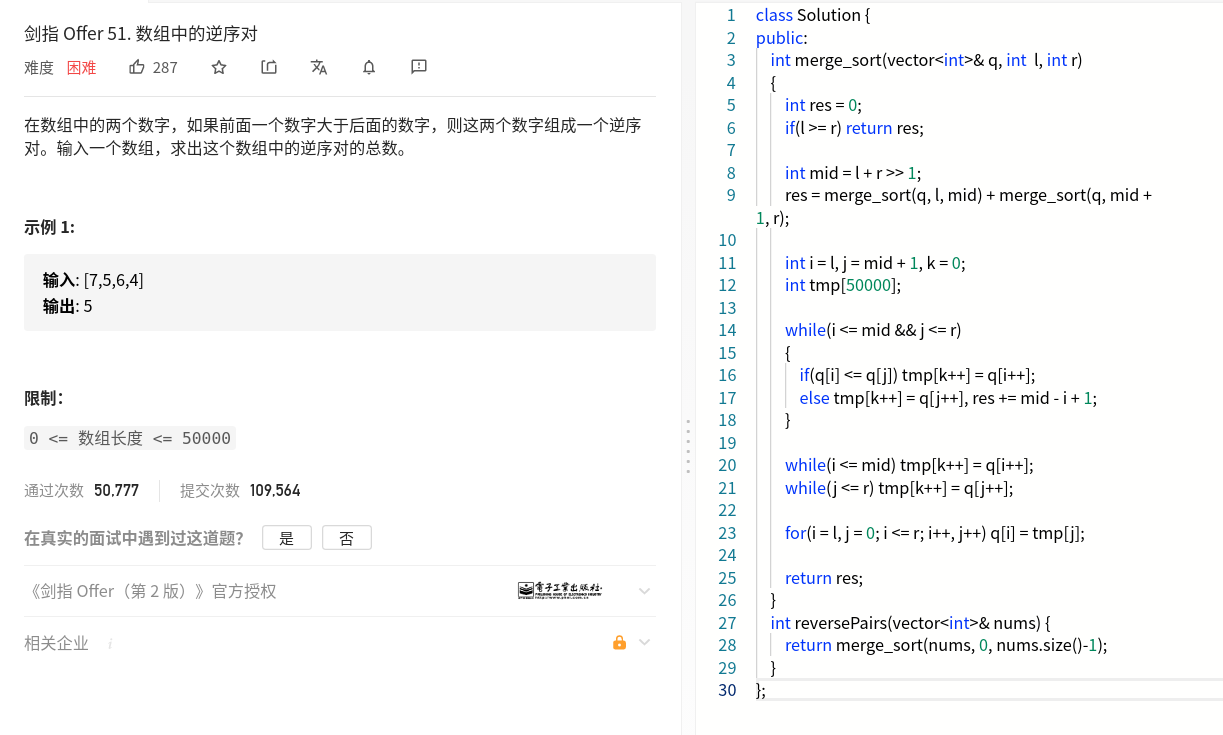 剑指 Offer 51. 数组中的逆序对
难度 困难 287
在数组中的两个数字，如果前面一个数字大于后面的数字，则这两个数字组成一个逆序
对。输入一个数组，求出这个数组中的逆序对的总数。
示例 1:
输入: [7,5,6,4]
输出: 5
限制：
0 <= 数组长度 <= 50000
通过次数 50,777 提交次数 109,564
在真实的面试中遇到过这道题？ 是 否
《剑指 Offer（第 2 版）》官方授权 电子工业出版社
相关企业 i
1 class Solution {
2 public:
3 int merge_sort(vector<int>& q, int  l, int r)
4 {
5 int res = 0;
6 if(l >= r) return res;
7
8 int mid = l + r >> 1;
9 res = merge_sort(q, l, mid) + merge_sort(q, mid +
1, r);
10
11 int i = l, j = mid + 1, k = 0;
12 int tmp[50000];
13
14 while(i <= mid && j <= r)
15 {
16 if(q[i] <= q[j]) tmp[k++] = q[i++];
17 else tmp[k++] = q[j++], res += mid - i + 1;
18 }
19
20 while(i <= mid) tmp[k++] = q[i++];
21 while(j <= r) tmp[k++] = q[j++];
22
23 for(i = l, j = 0; i <= r; i++, j++) q[i] = tmp[j];
24
25 return res;
26 }
27 int reversePairs(vector<int>& nums) {
28 return merge_sort(nums, 0, nums.size()-1);
29 }
30 };